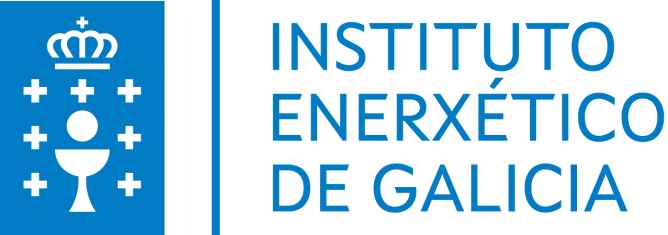 INSTITUTO
ENERXÉTICO
DE GALICIA